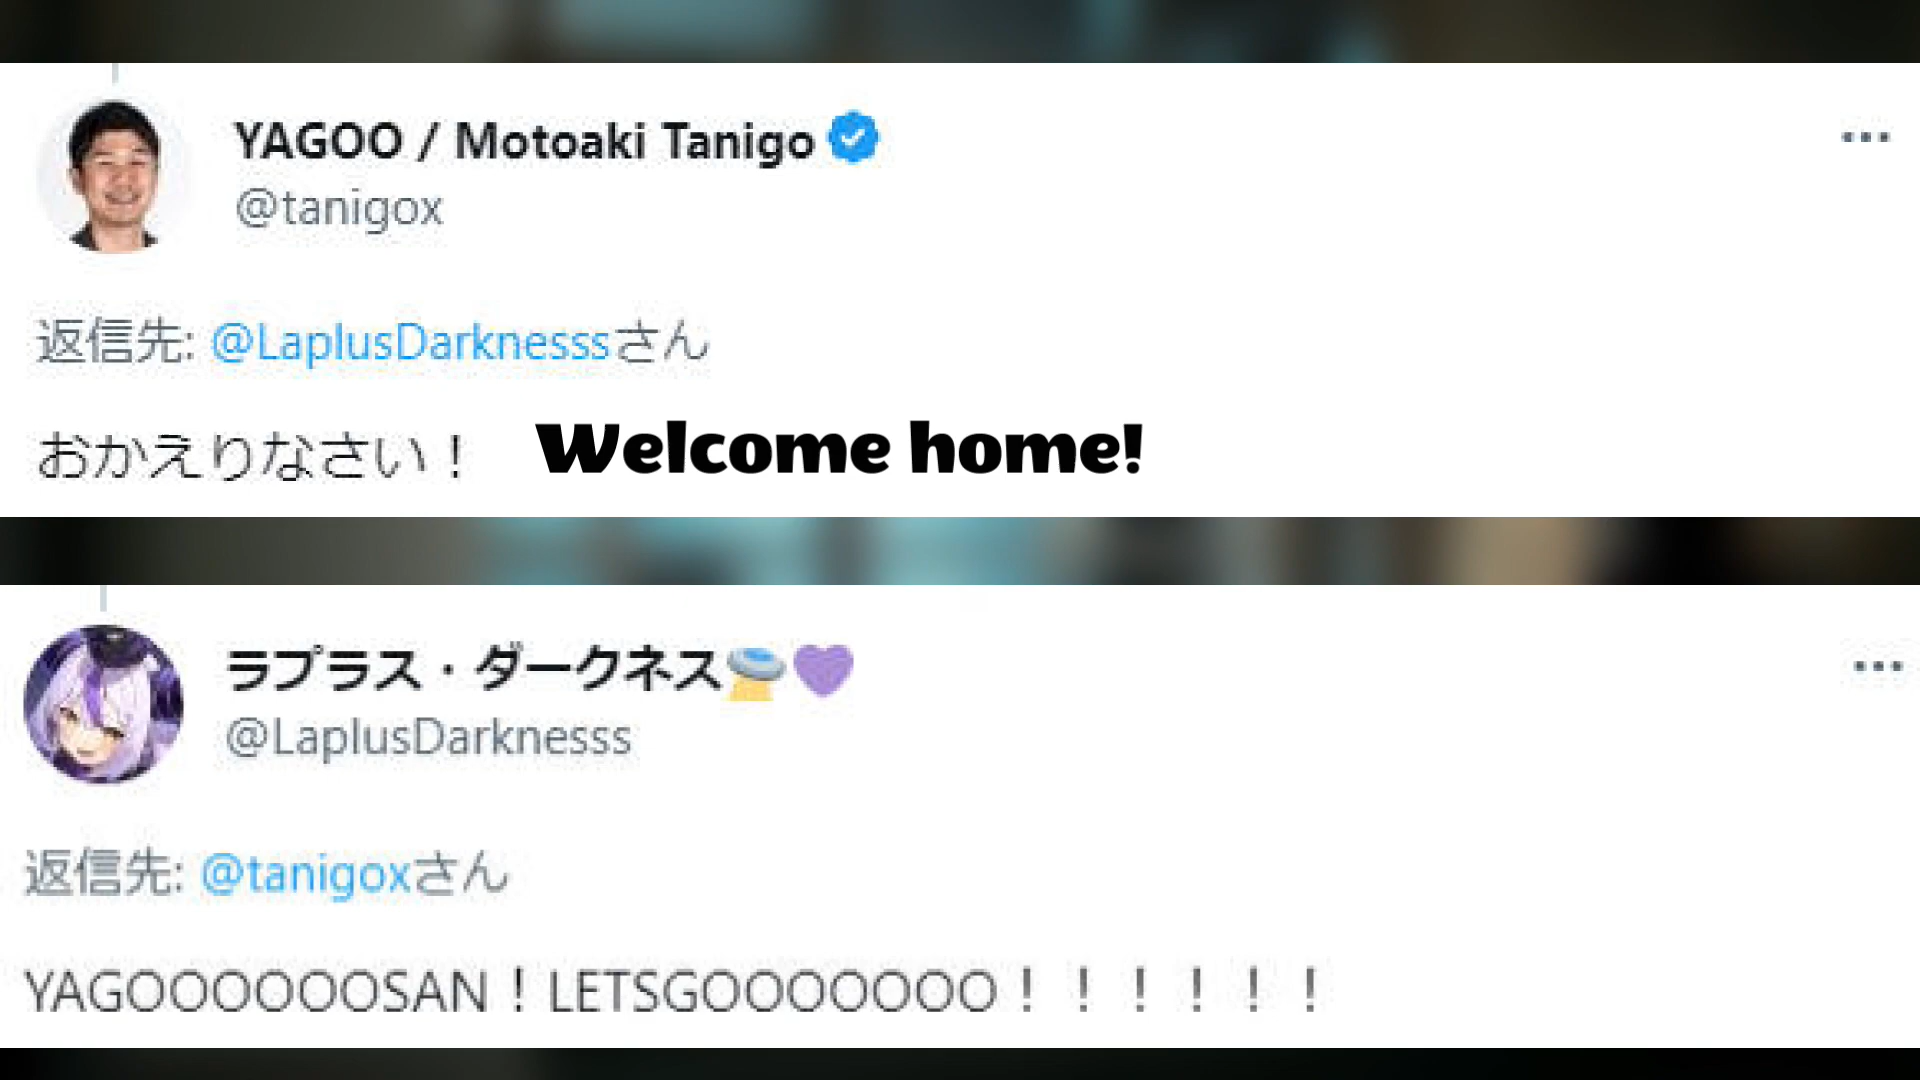 YAGOO / Motoaki Tanigo
@tanigox
返信先: @LaplusDarknesssさん
おかえりなさい！ Welcome home!
ラプラス・ダークネス🛸💜
@LaplusDarknesss
返信先: @tanigoxさん
YAGOOOOOOOSAN！LETSGOOOOOOO！！！！！！